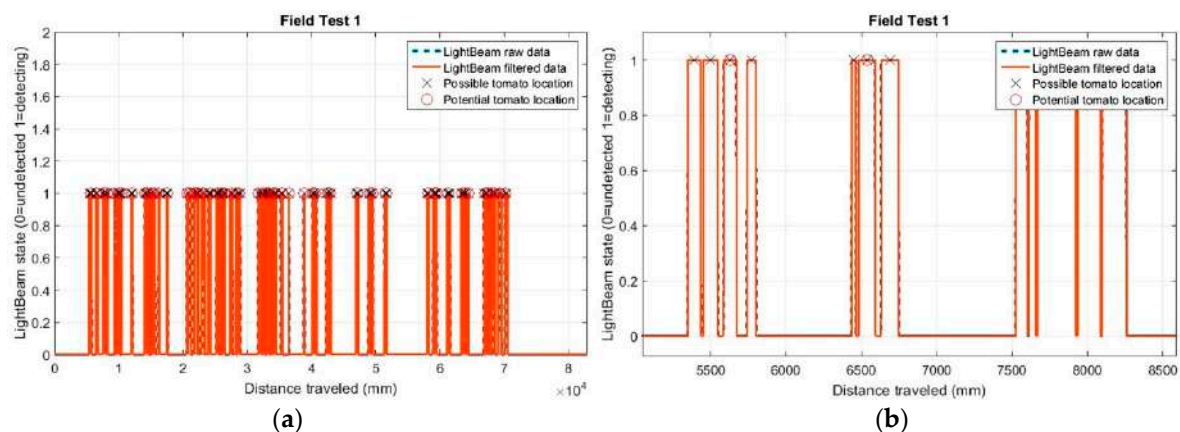 Field Test 1
LightBeam raw data
LightBeam filtered data
Possible tomato location
Potential tomato location
LightBeam state (0=undetected 1=detecting)
2
1.8
1.6
1.4
1.2
1
0.8
0.6
0.4
0.2
0
0 1 2 3 4 5 6 7 8
Distance traveled (mm)
×10⁴
(a)
Field Test 1
LightBeam raw data
LightBeam filtered data
Possible tomato location
Potential tomato location
LightBeam state (0=undetected 1=detecting)
1
0.8
0.6
0.4
0.2
0
5500 6000 6500 7000 7500 8000 8500
Distance traveled (mm)
(b)